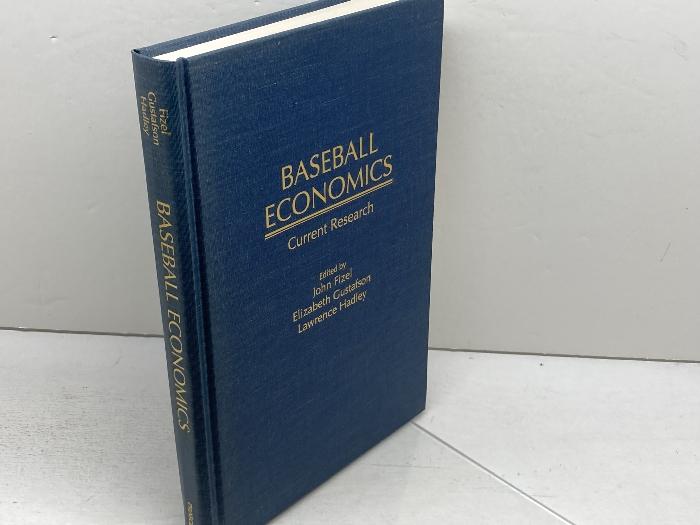 Fizel
Gustafson
Hadley
BASEBALL ECONOMICS
BASEBALL
ECONOMICS
Current Research
Edited by
John Fizel
Elizabeth Gustafson
Lawrence Hadley